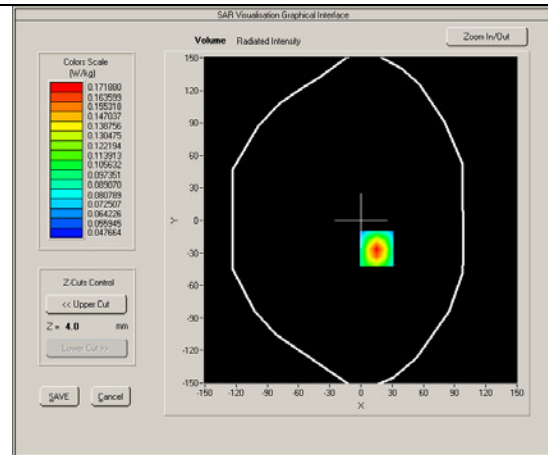 SAR Visualisation Graphical Interface
Volume Radiated Intensity
Zoom In/Out
Colors Scale
(W/kg)
0.171880
0.163599
0.155318
0.147037
0.138756
0.130475
0.122194
0.113913
0.105632
0.097351
0.089070
0.080789
0.072507
0.064226
0.055945
0.047664
Z-Cuts Control
<< Upper Cut
Z = 4.0 mm
Lower Cut >>
SAVE Cancel
150
120
90
60
30
0
-30
-60
-90
-120
-150
Y
-150 -120 -90 -60 -30 0 30 60 90 120 150
X